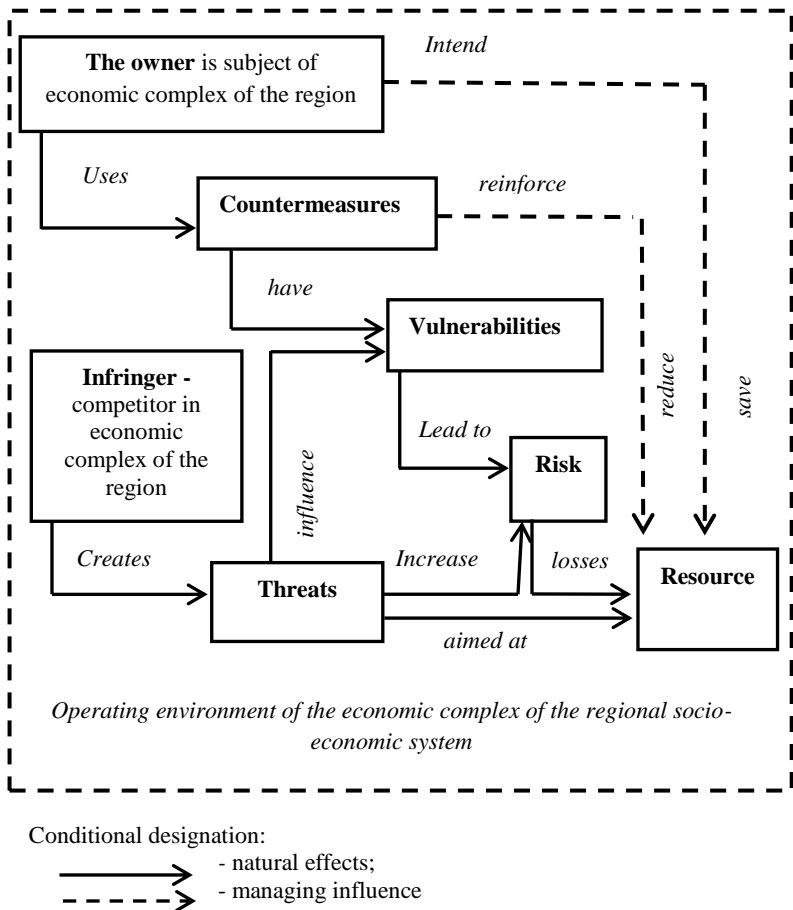 Intend
The owner is subject of
economic complex of the region
Uses
reinforce
Countermeasures
have
Vulnerabilities
Infringer -
competitor in
economic
complex of the
region
reduce
save
Lead to
Risk
influence
Creates
Increase
losses
Threats
Resource
aimed at
Operating environment of the economic complex of the regional socio-
economic system
Conditional designation:
- natural effects;
- managing influence